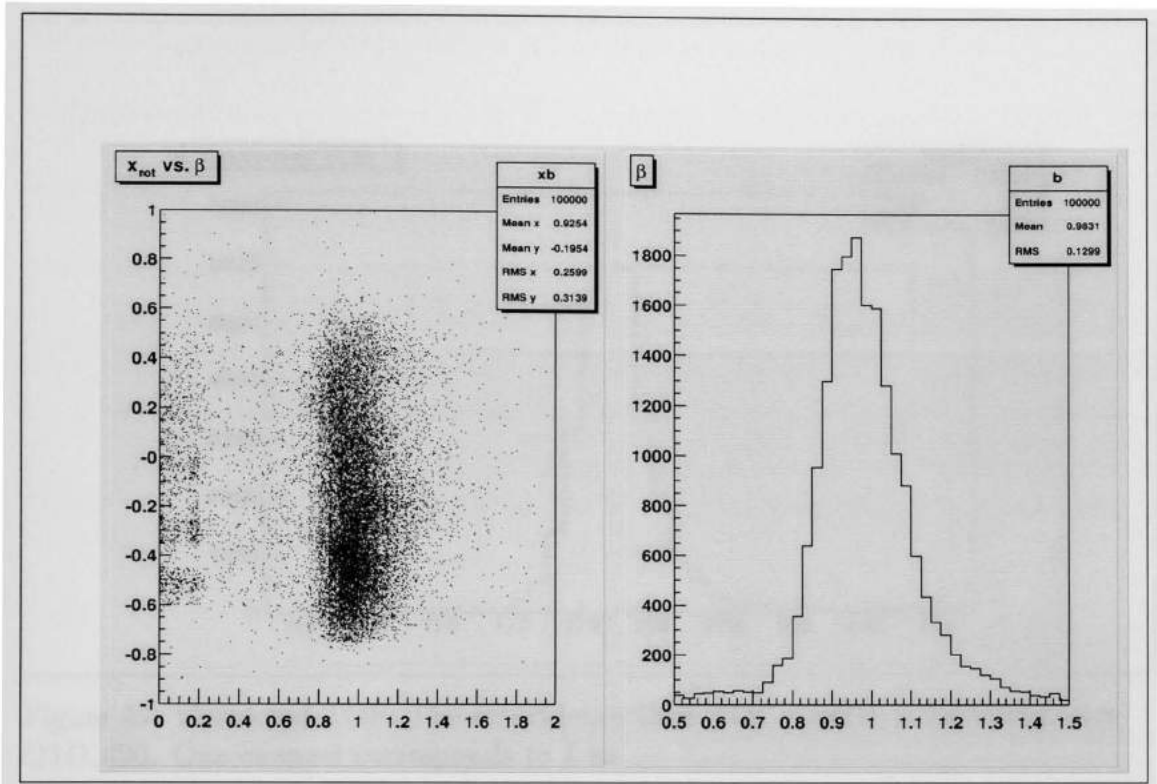 x_rot vs. β
xb
Entries 100000
Mean x 0.9254
Mean y -0.1954
RMS x 0.2599
RMS y 0.3139
1
0.8
0.6
0.4
0.2
-0
-0.2
-0.4
-0.6
-0.8
-1
0 0.2 0.4 0.6 0.8 1 1.2 1.4 1.6 1.8 2
β
b
Entries 100000
Mean 0.9831
RMS 0.1299
1800
1600
1400
1200
1000
800
600
400
200
0
0.5 0.6 0.7 0.8 0.9 1 1.1 1.2 1.3 1.4 1.5